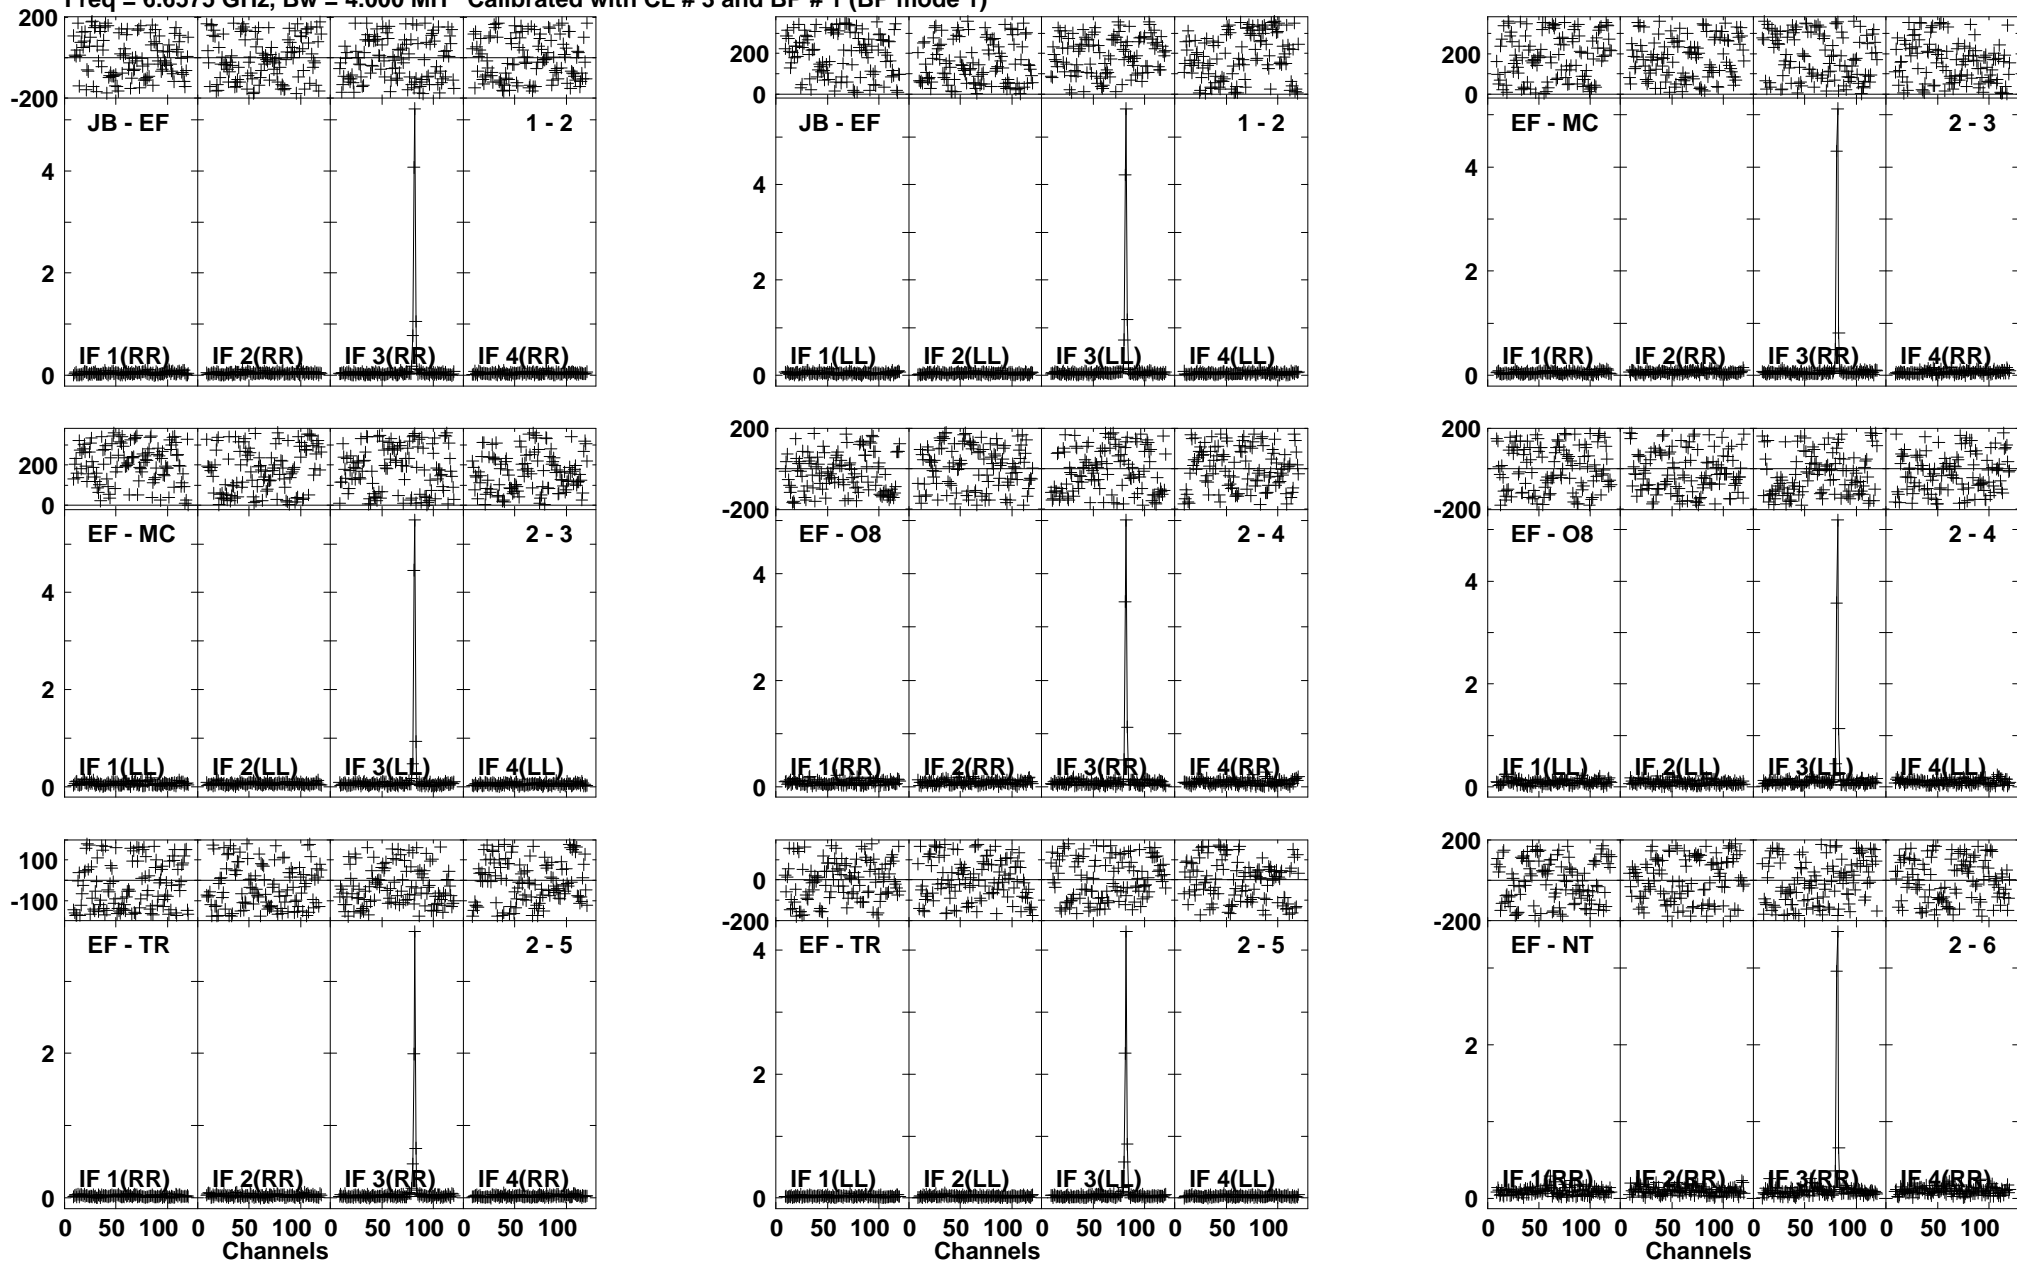 Freq = 6.6575 GHz, Bw = 4.000 MH Calibrated with CL # 3 and BP # 1 (BP mode 1)
200
-200
JB - EF 1 - 2
4
2
0
IF 1(RR) IF 2(RR) IF 3(RR) IF 4(RR)
200
0
JB - EF 1 - 2
4
2
0
IF 1(LL) IF 2(LL) IF 3(LL) IF 4(LL)
200
0
EF - MC 2 - 3
4
2
0
IF 1(RR) IF 2(RR) IF 3(RR) IF 4(RR)
200
0
EF - MC 2 - 3
4
2
0
IF 1(LL) IF 2(LL) IF 3(LL) IF 4(LL)
200
-200
EF - O8 2 - 4
4
2
0
IF 1(RR) IF 2(RR) IF 3(RR) IF 4(RR)
200
-200
EF - O8 2 - 4
4
2
0
IF 1(LL) IF 2(LL) IF 3(LL) IF 4(LL)
100
-100
EF - TR 2 - 5
2
0
IF 1(RR) IF 2(RR) IF 3(RR) IF 4(RR)
0 50 100 0 50 100 0 50 100 0 50 100
Channels
0
-200
EF - TR 2 - 5
4
2
0
IF 1(LL) IF 2(LL) IF 3(LL) IF 4(LL)
0 50 100 0 50 100 0 50 100 0 50 100
Channels
200
-200
EF - NT 2 - 6
2
0
IF 1(RR) IF 2(RR) IF 3(RR) IF 4(RR)
0 50 100 0 50 100 0 50 100 0 50 100
Channels